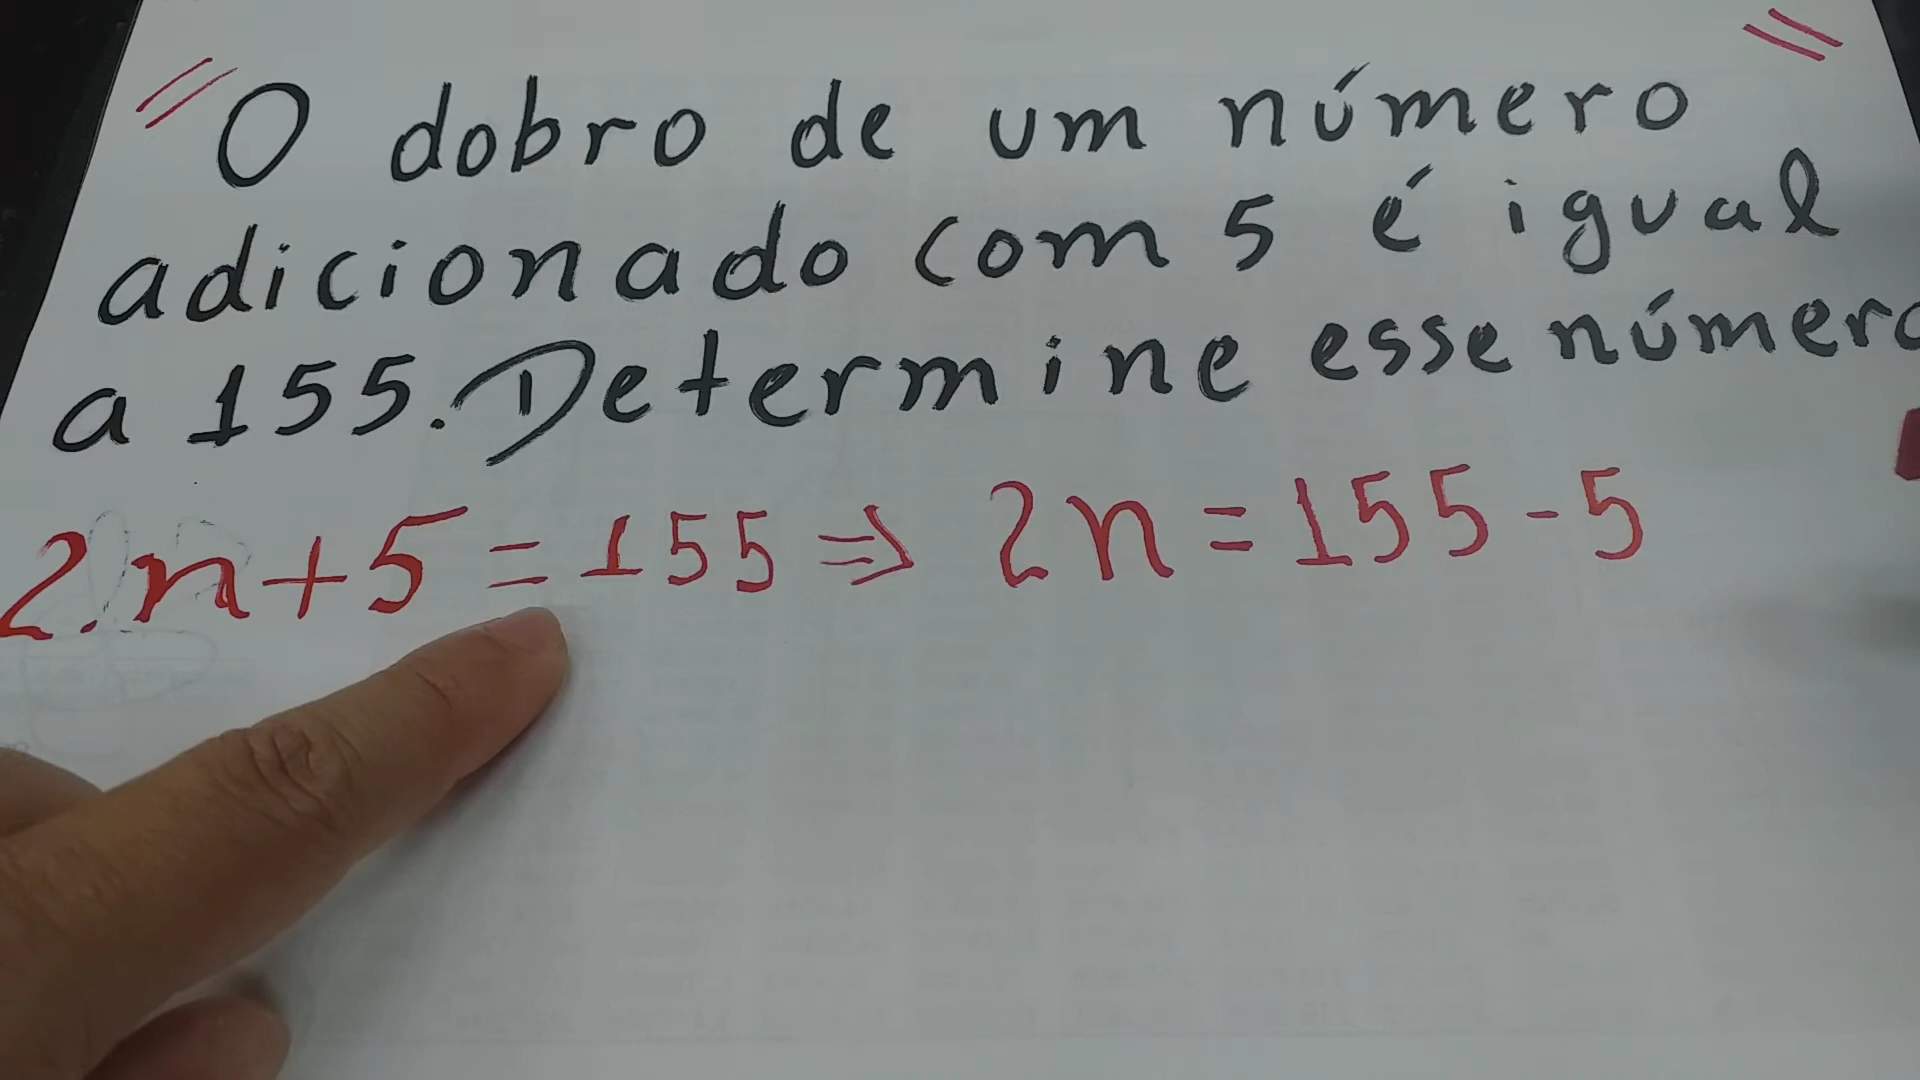 "O dobro de um número"
adicionado com 5 é igual
a 155. Determine esse número
2.n+5=155⇒ 2n=155-5